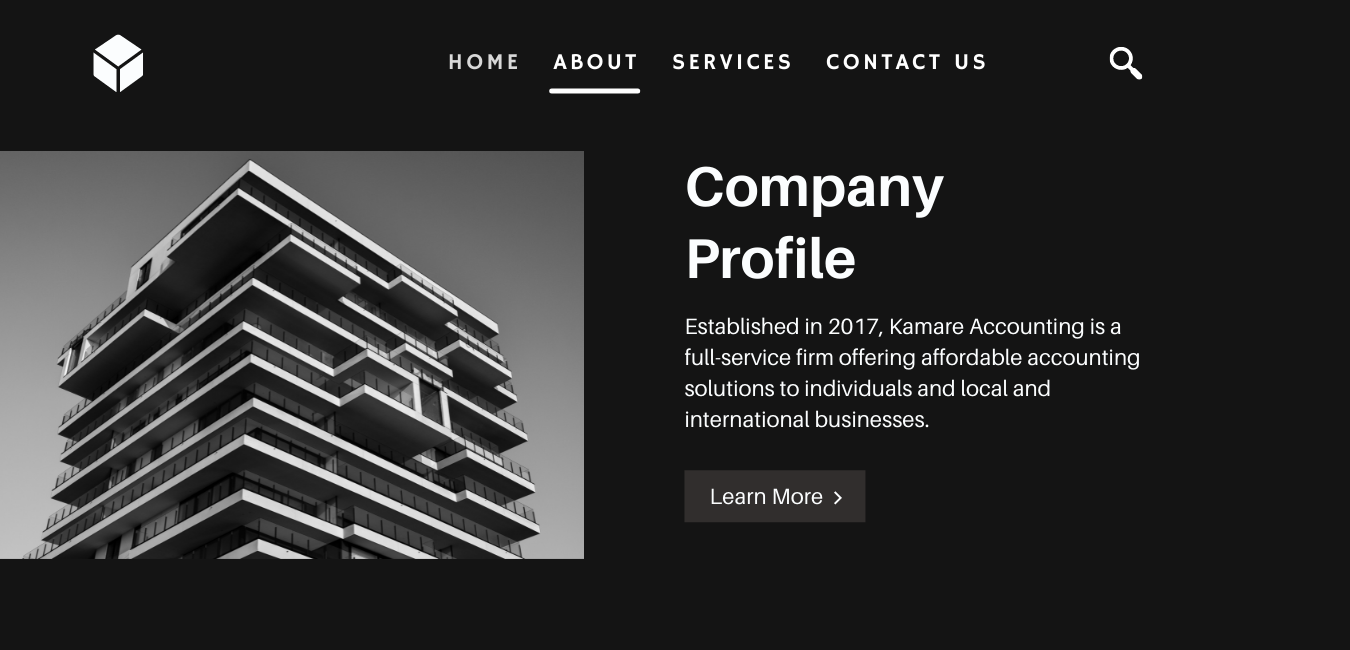 HOME ABOUT SERVICES CONTACT US
Company
Profile
Established in 2017, Kamare Accounting is a
full-service firm offering affordable accounting
solutions to individuals and local and
international businesses.
Learn More